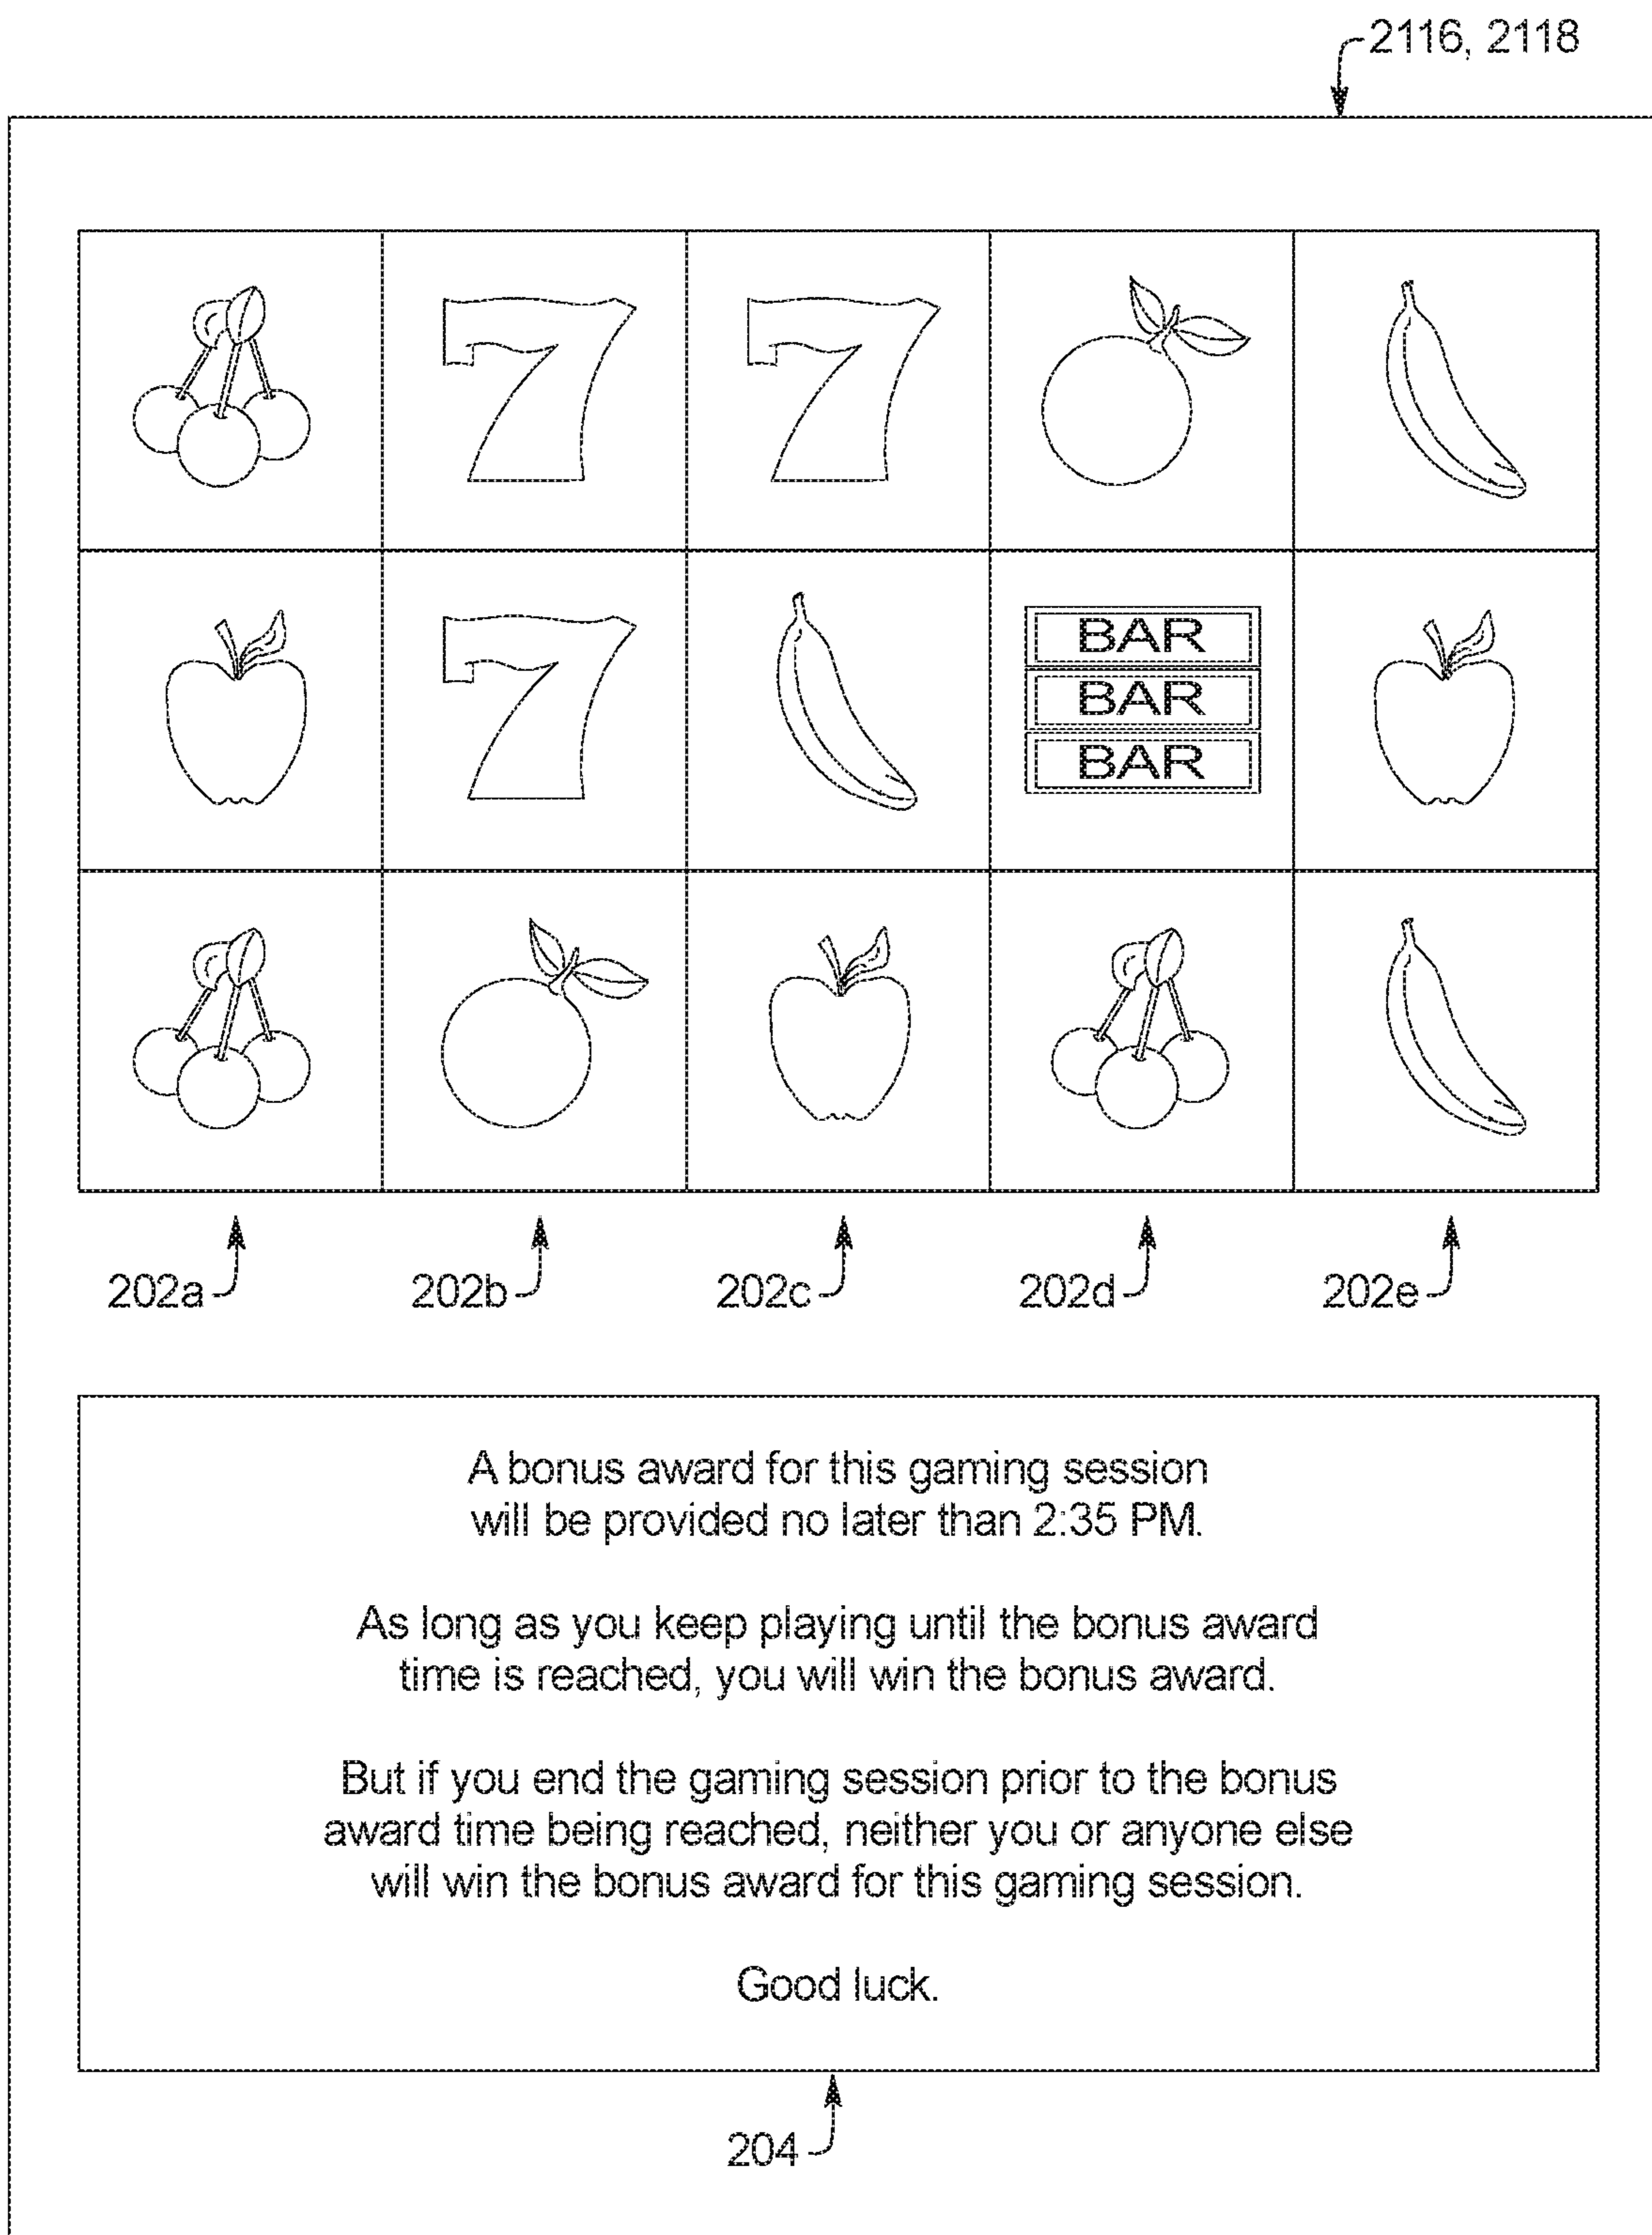 2116, 2118
7 7
7
BAR
BAR
BAR
202a 202b 202c 202d 202e
A bonus award for this gaming session
will be provided no later than 2:35 PM.
As long as you keep playing until the bonus award
time is reached, you will win the bonus award.
But if you end the gaming session prior to the bonus
award time being reached, neither you or anyone else
will win the bonus award for this gaming session.
Good luck.
204